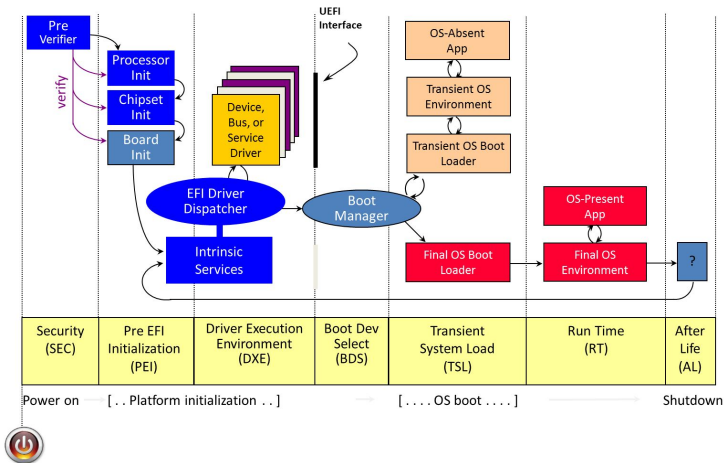 UEFI
Interface
Pre
Verifier
verify
Processor
Init
Chipset
Init
Board
Init
Device,
Bus, or
Service
Driver
EFI Driver
Dispatcher
Intrinsic
Services
Boot
Manager
OS-Absent
App
Transient OS
Environment
Transient OS Boot
Loader
OS-Present
App
Final OS Boot
Loader
Final OS
Environment
?
Security
(SEC)
Pre EFI
Initialization
(PEI)
Driver Execution
Environment
(DXE)
Boot Dev
Select
(BDS)
Transient
System Load
(TSL)
Run Time
(RT)
After
Life
(AL)
Power on
[ . . Platform initialization . . ]
[ . . . . OS boot . . . . ]
Shutdown